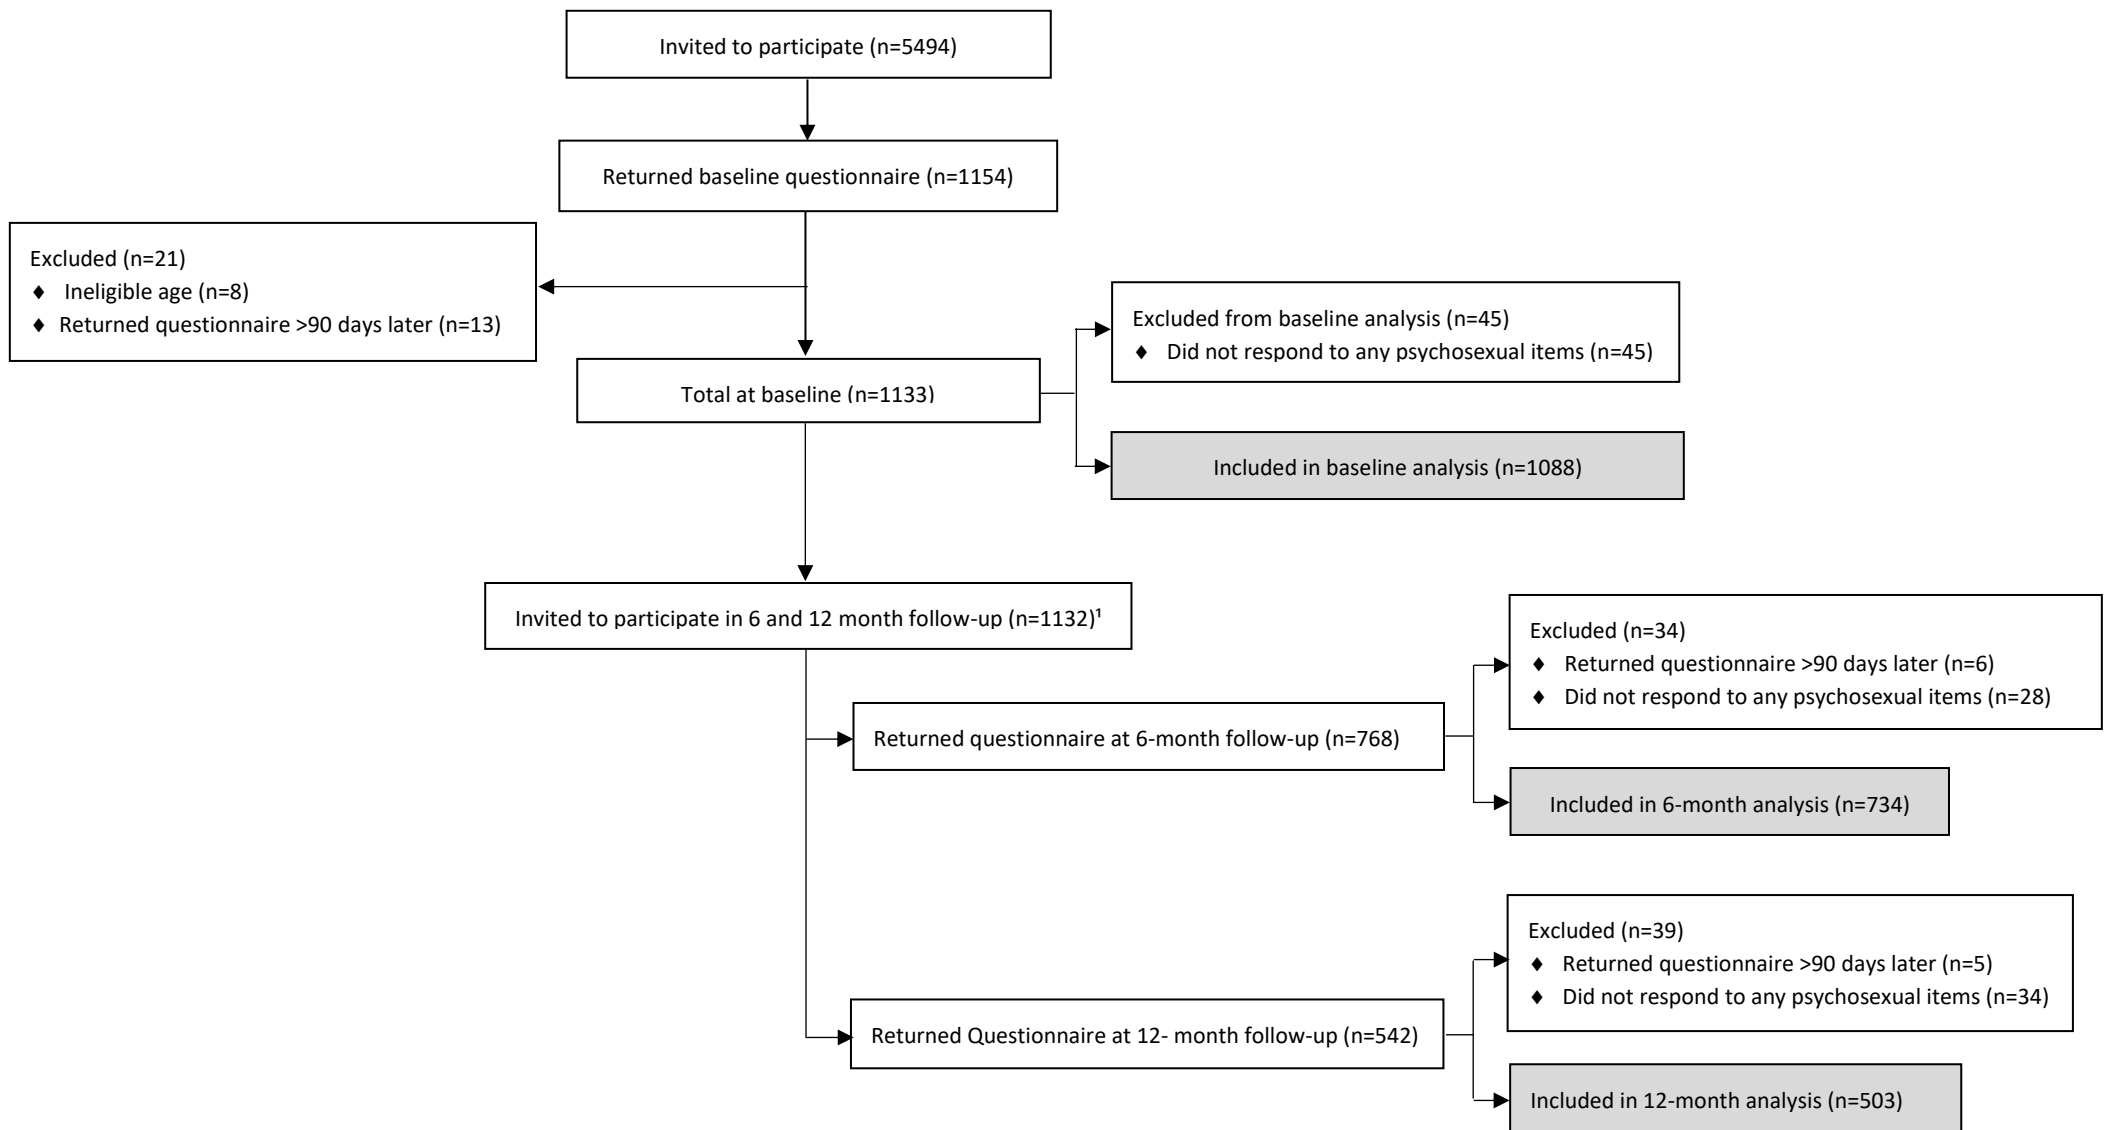 Invited to participate (n=5494)
Returned baseline questionnaire (n=1154)
Excluded (n=21)
♦ Ineligible age (n=8)
♦ Returned questionnaire >90 days later (n=13)
Excluded from baseline analysis (n=45)
♦ Did not respond to any psychosexual items (n=45)
Total at baseline (n=1133)
Included in baseline analysis (n=1088)
Invited to participate in 6 and 12 month follow-up (n=1132)¹
Excluded (n=34)
♦ Returned questionnaire >90 days later (n=6)
♦ Did not respond to any psychosexual items (n=28)
Returned questionnaire at 6-month follow-up (n=768)
Included in 6-month analysis (n=734)
Excluded (n=39)
♦ Returned questionnaire >90 days later (n=5)
♦ Did not respond to any psychosexual items (n=34)
Returned Questionnaire at 12- month follow-up (n=542)
Included in 12-month analysis (n=503)